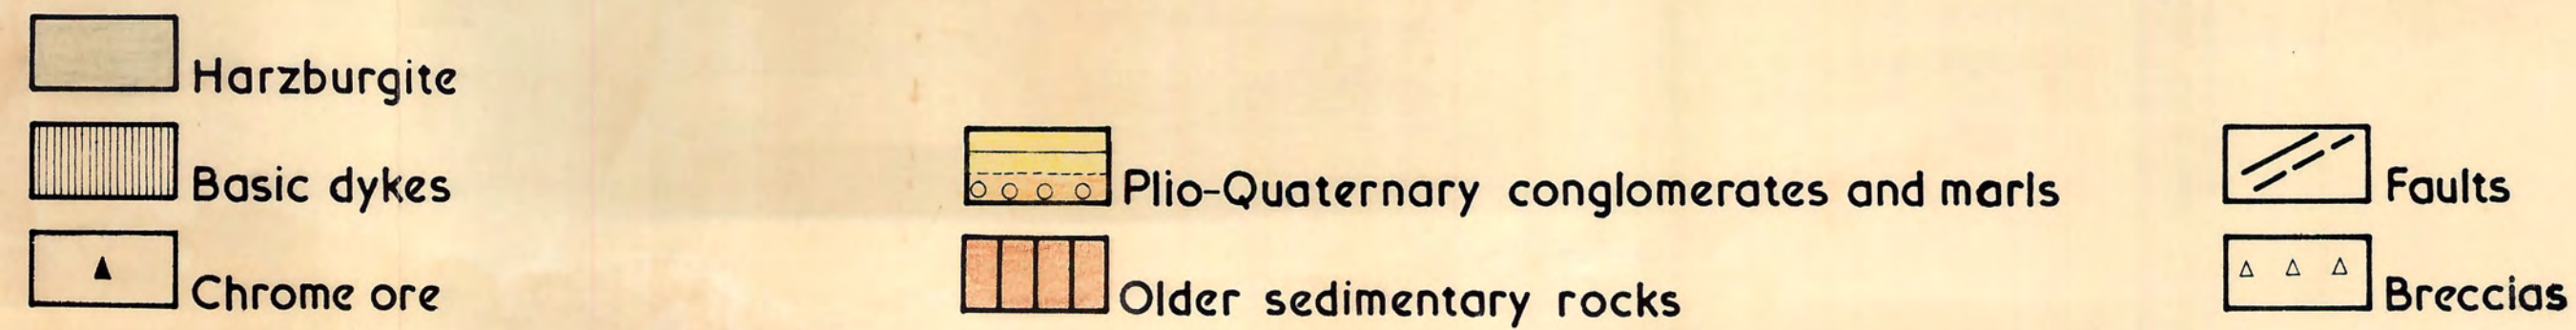 Harzburgite
Basic dykes
Chrome ore
Plio-Quaternary conglomerates and marls
Older sedimentary rocks
Faults
Breccias